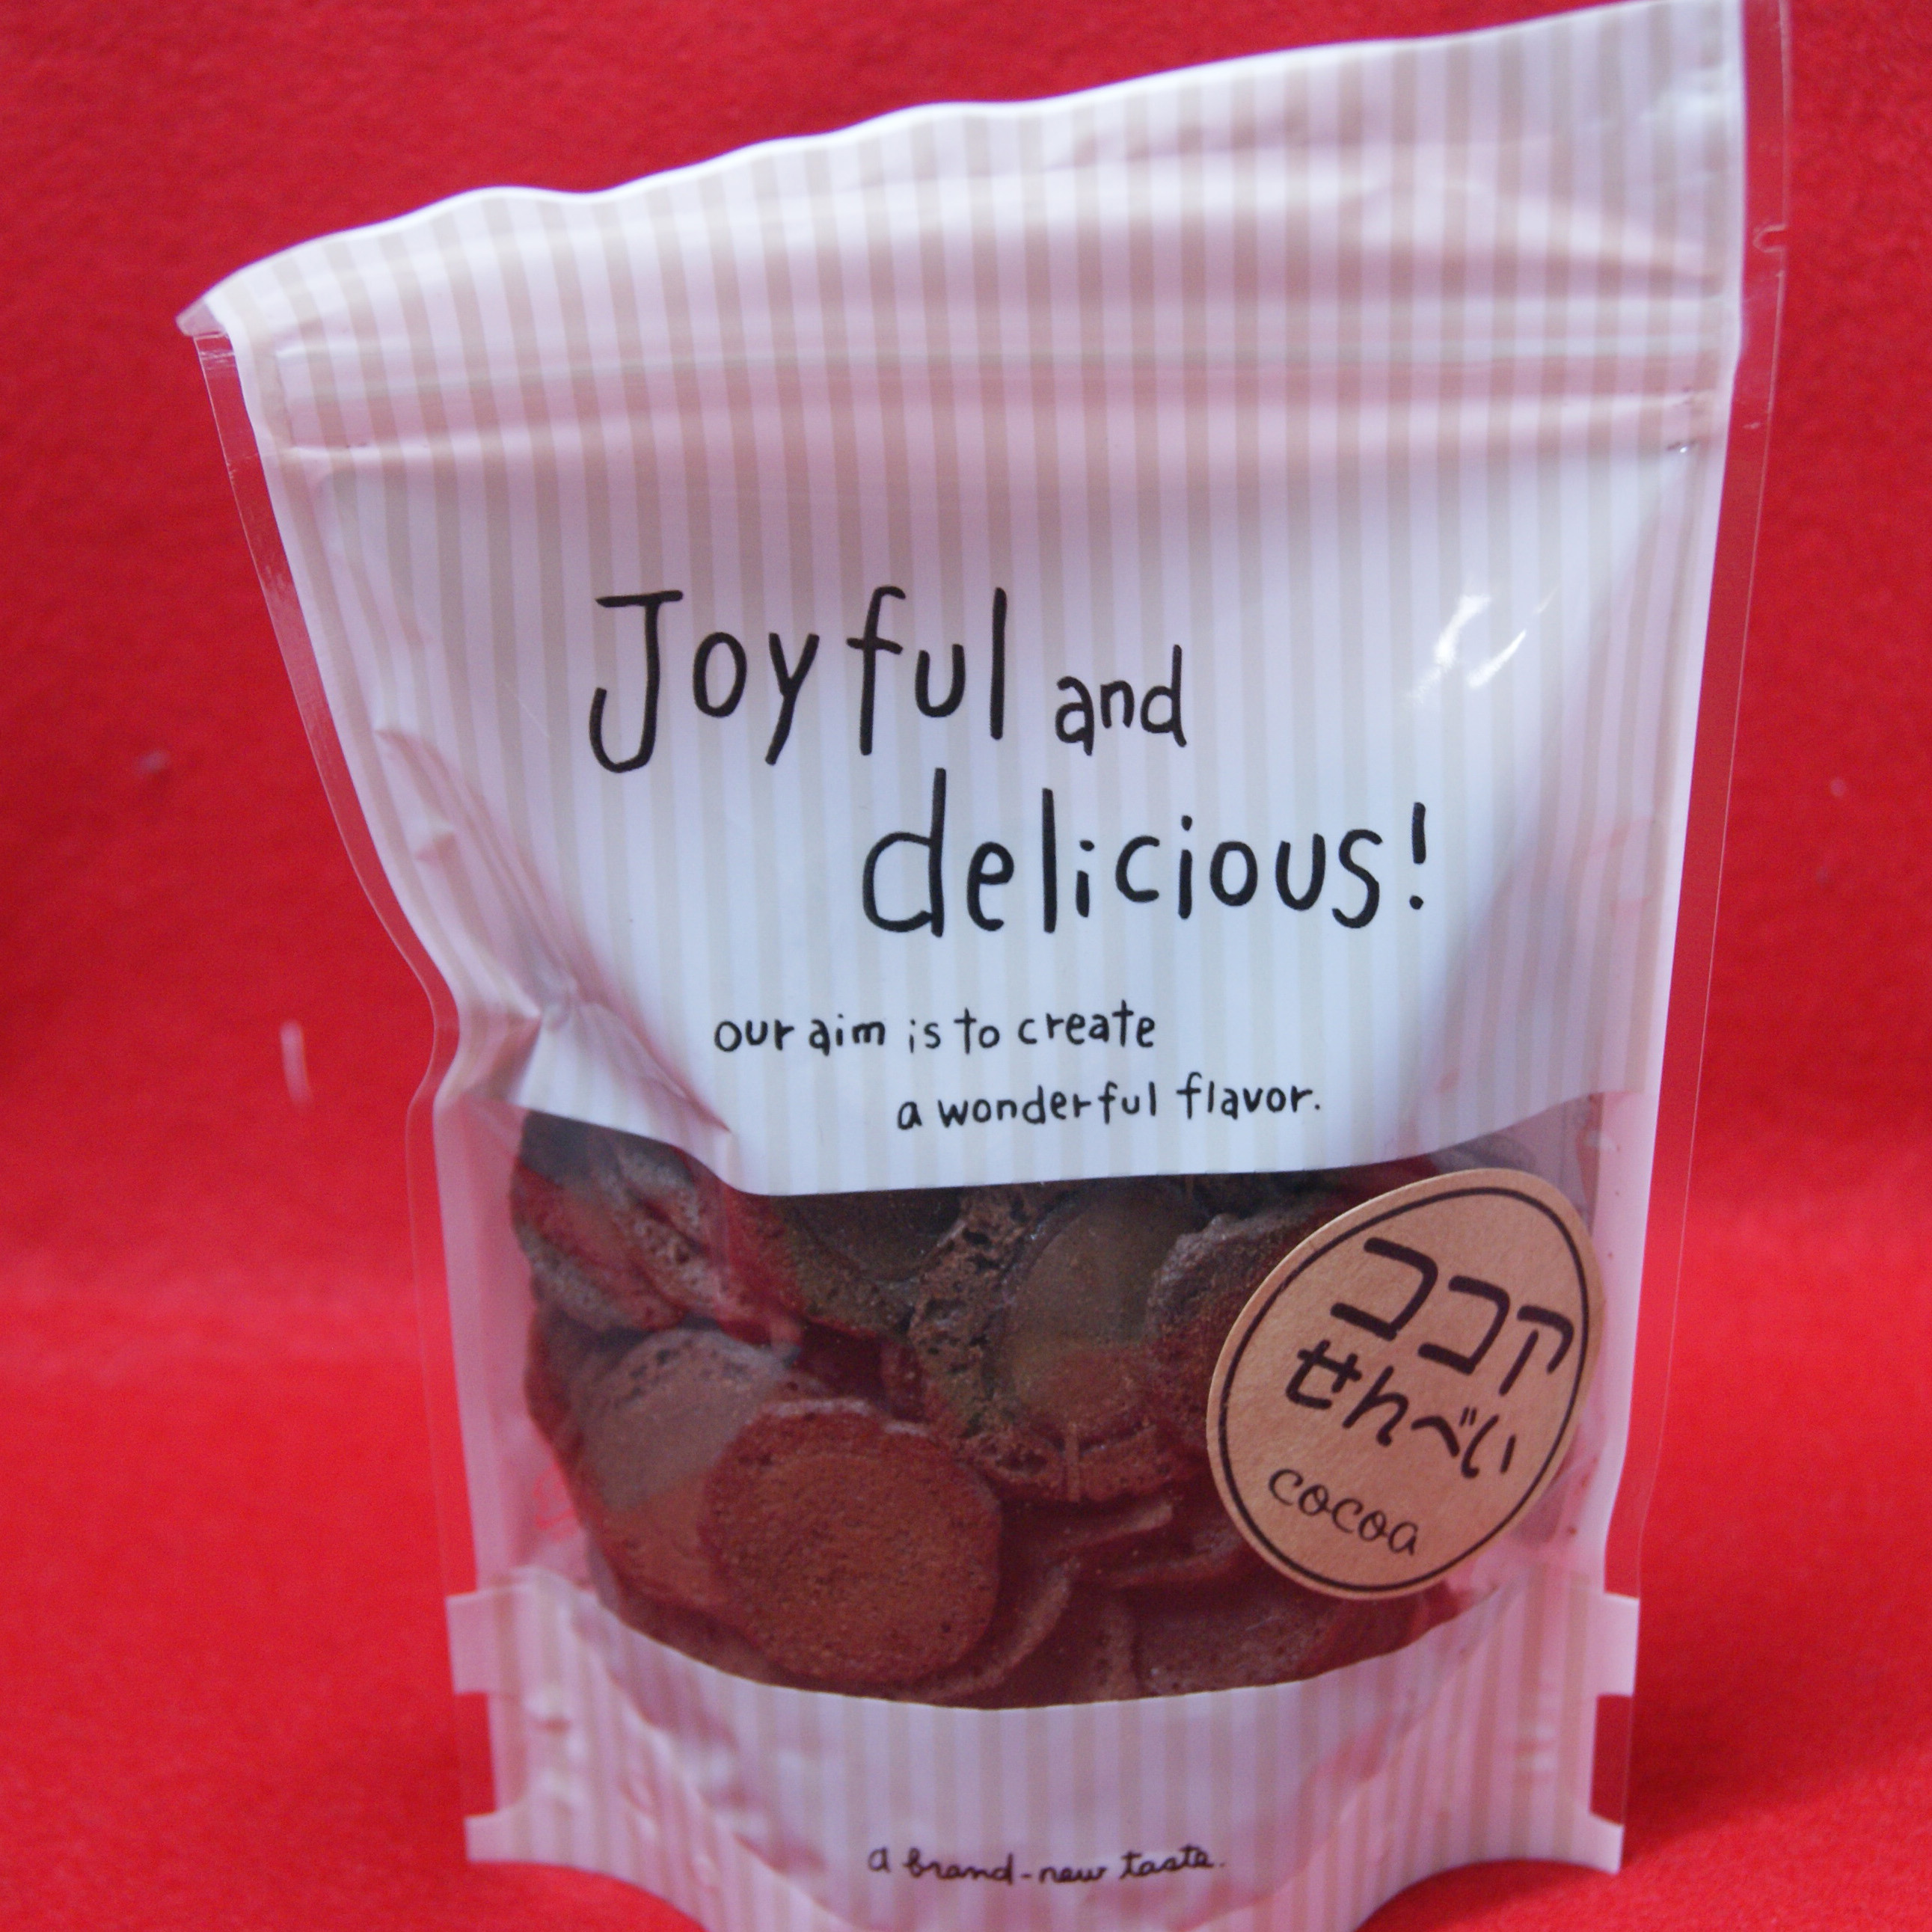 Joyful and
delicious!
our aim is to create
a wonderful flavor.
ココア
せんべい
cocoa
a brand-new taste.